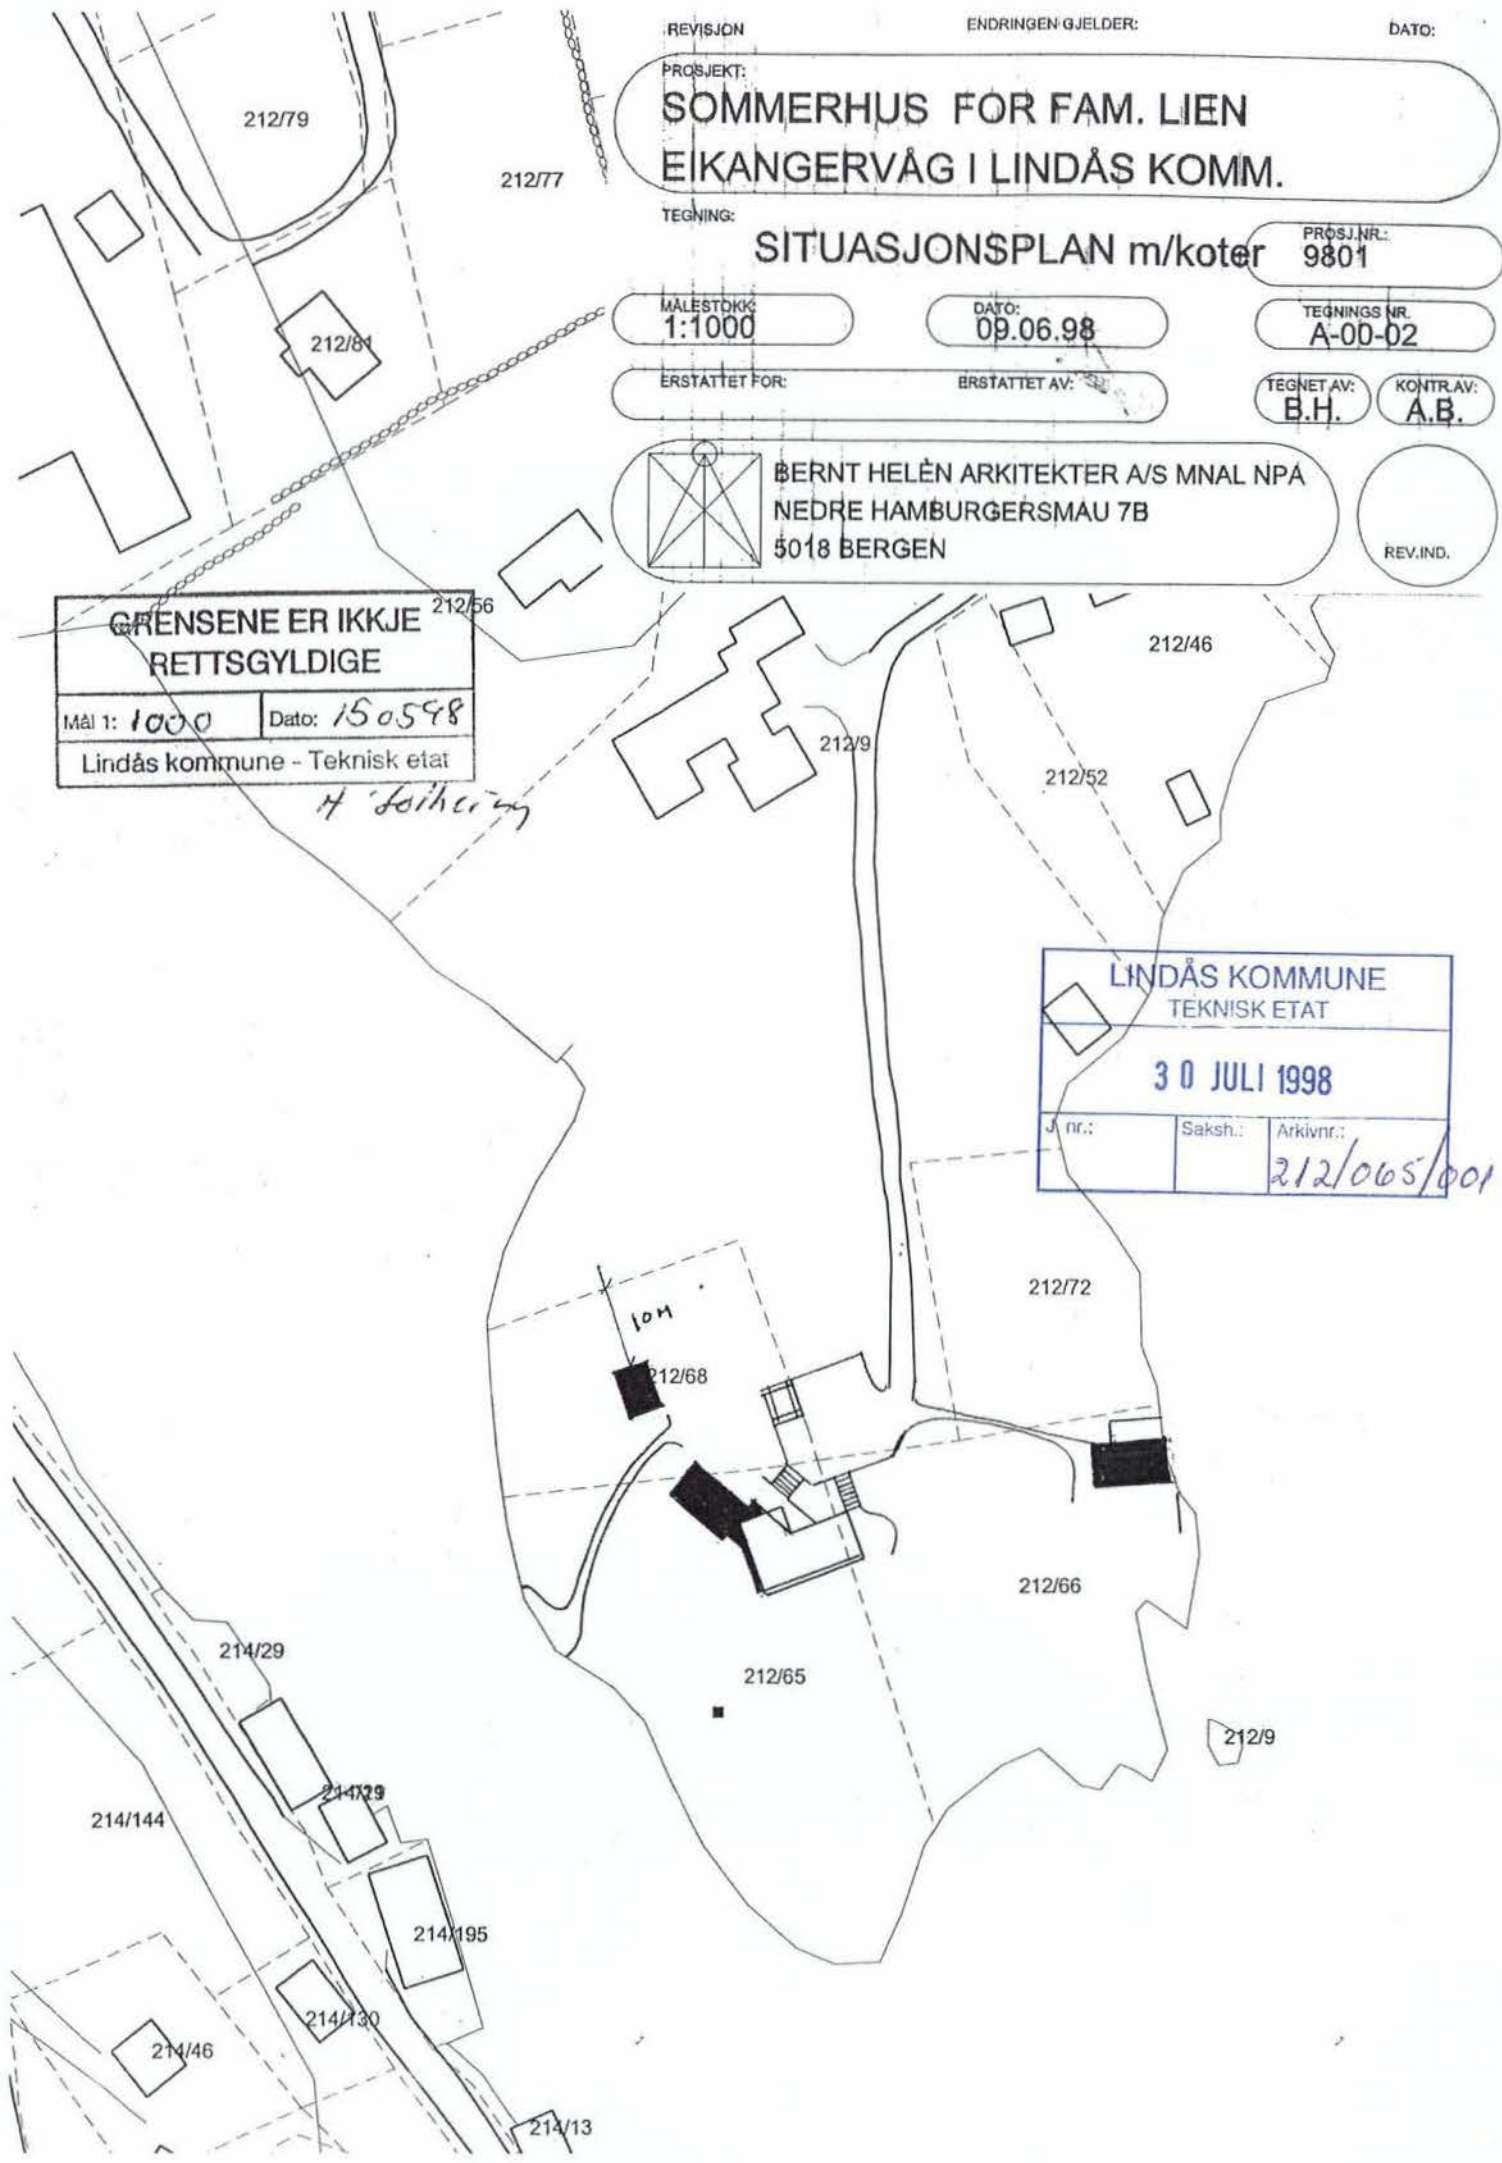 REVISJON ENDRINGEN GJELDER: DATO:
PROSJEKT:
SOMMERHUS FOR FAM. LIEN
EIKANGERVÅG I LINDÅS KOMM.
TEGNING:
SITUASJONSPLAN m/koter
PROSJ.NR.:
9801
MÅLESTOKK:
1:1000
DATO:
09.06.98
TEGNINGS NR.
A-00-02
ERSTATTET FOR: ERSTATTET AV:
TEGNET AV:
B.H.
KONTR.AV:
A.B.
BERNT HELÈN ARKITEKTER A/S MNAL NPA
NEDRE HAMBURGERSMAU 7B
5018 BERGEN
REV.IND.
212/79
212/77
212/81
212/56
GRENSENE ER IKKJE
RETTSGYLDIGE
Mål 1: 1000 Dato: 150598
Lindås kommune - Teknisk etat
212/46
212/9
212/52
LINDÅS KOMMUNE
TEKNISK ETAT
30 JULI 1998
J. nr.: Saksh.: Arkivnr.:
212/065/001
212/72
10M
212/68
212/66
212/65
212/9
214/29
214/29
214/144
214/195
214/130
214/46
214/13